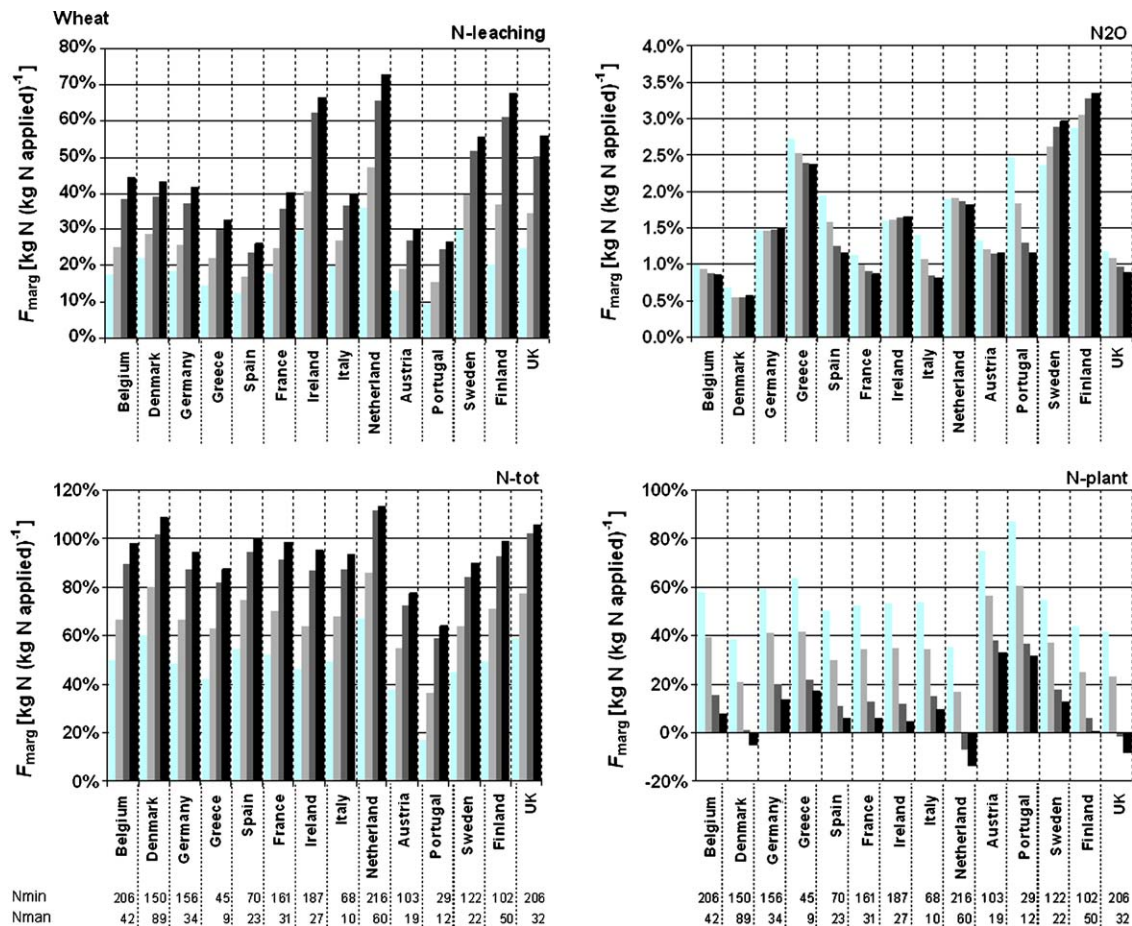 Wheat
N-leaching
80%
70%
60%
50%
40%
30%
20%
10%
0%
F marg [kg N (kg N applied)-1]
Belgium
Denmark
Germany
Greece
Spain
France
Ireland
Italy
Netherland
Austria
Portugal
Sweden
Finland
UK
N2O
4.0%
3.5%
3.0%
2.5%
2.0%
1.5%
1.0%
0.5%
0.0%
F marg [kg N (kg N applied)-1]
Belgium
Denmark
Germany
Greece
Spain
France
Ireland
Italy
Netherland
Austria
Portugal
Sweden
Finland
UK
N-tot
120%
100%
80%
60%
40%
20%
0%
F marg [kg N (kg N applied)-1]
Belgium
Denmark
Germany
Greece
Spain
France
Ireland
Italy
Netherland
Austria
Portugal
Sweden
Finland
UK
Nmin 206 150 156 45 70 161 187 68 216 103 29 122 102 206
Nman 42 89 34 9 23 31 27 10 60 19 12 22 50 32
N-plant
100%
80%
60%
40%
20%
0%
-20%
F marg [kg N (kg N applied)-1]
Belgium
Denmark
Germany
Greece
Spain
France
Ireland
Italy
Netherland
Austria
Portugal
Sweden
Finland
UK
206 150 156 45 70 161 187 68 216 103 29 122 102 206
42 89 34 9 23 31 27 10 60 19 12 22 50 32